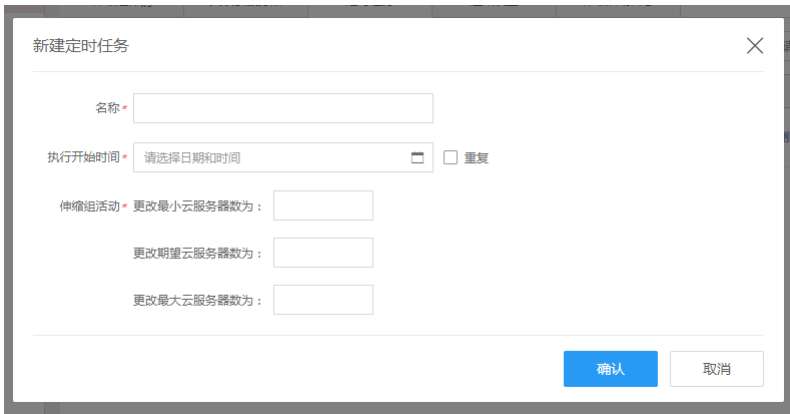 新建定时任务
名称*
执行开始时间* 请选择日期和时间 重复
伸缩组活动* 更改最小云服务器数为：
更改期望云服务器数为：
更改最大云服务器数为：
确认 取消